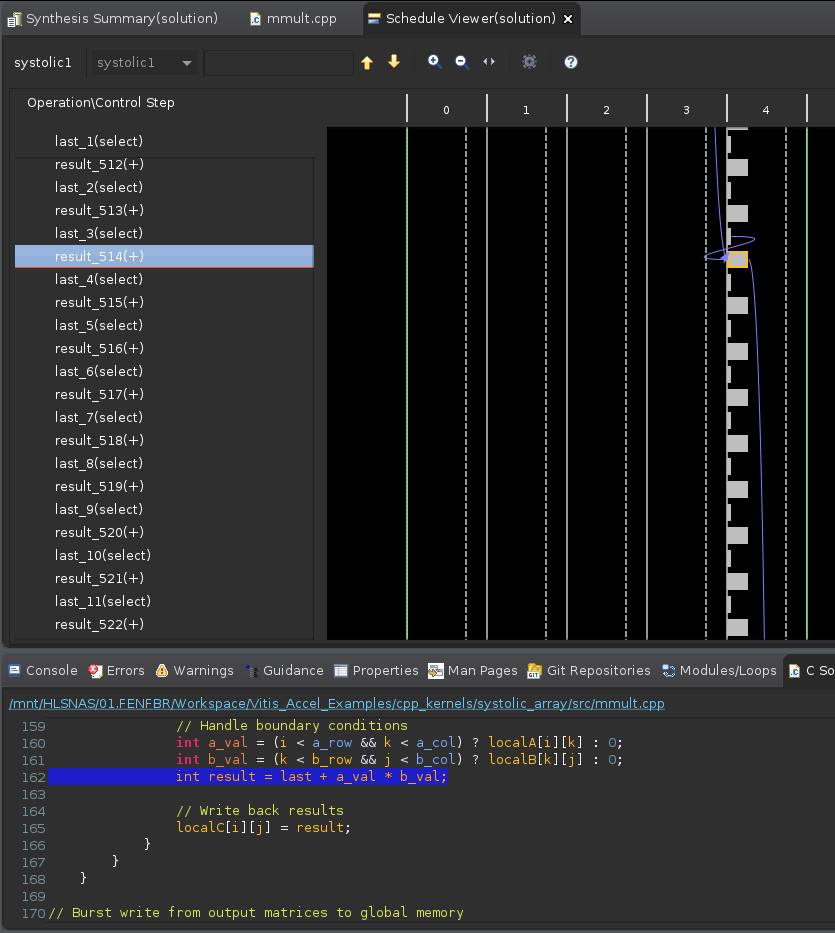 Synthesis Summary(solution) mmult.cpp Schedule Viewer(solution)
systolic1 systolic1
Operation\Control Step 0 1 2 3 4
last_1(select)
result_512(+)
last_2(select)
result_513(+)
last_3(select)
result_514(+)
last_4(select)
result_515(+)
last_5(select)
result_516(+)
last_6(select)
result_517(+)
last_7(select)
result_518(+)
last_8(select)
result_519(+)
last_9(select)
result_520(+)
last_10(select)
result_521(+)
last_11(select)
result_522(+)
Console Errors Warnings Guidance Properties Man Pages Git Repositories Modules/Loops C So
/mnt/HLSNAS/01.FENFBR/Workspace/Vitis_Accel_Examples/cpp_kernels/systolic_array/src/mmult.cpp
159 // Handle boundary conditions
160 int a_val = (i < a_row && k < a_col) ? localA[i][k] : 0;
161 int b_val = (k < b_row && j < b_col) ? localB[k][j] : 0;
162 int result = last + a_val * b_val;
163
164 // Write back results
165 localC[i][j] = result;
166 }
167 }
168 }
169
170 // Burst write from output matrices to global memory